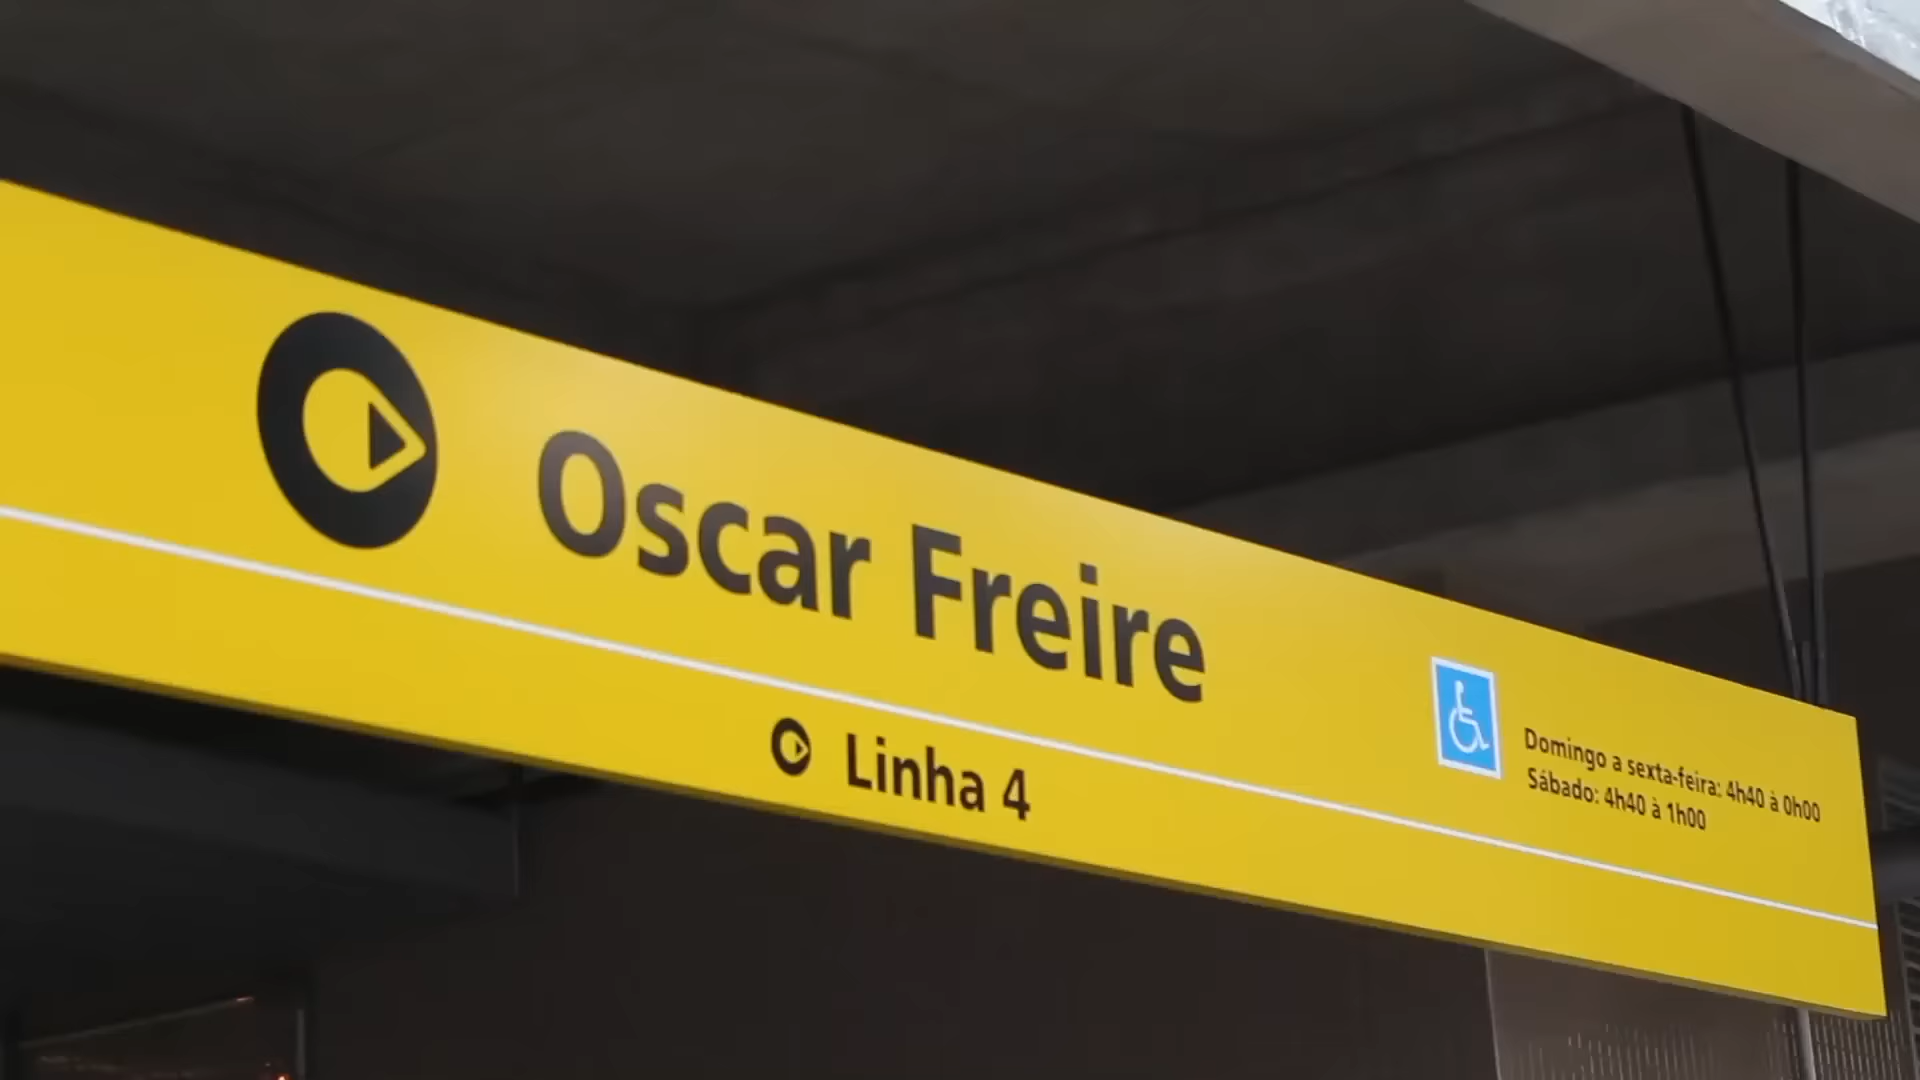 Oscar Freire
Linha 4
Domingo a sexta-feira: 4h40 à 0h00
Sábado: 4h40 à 1h00